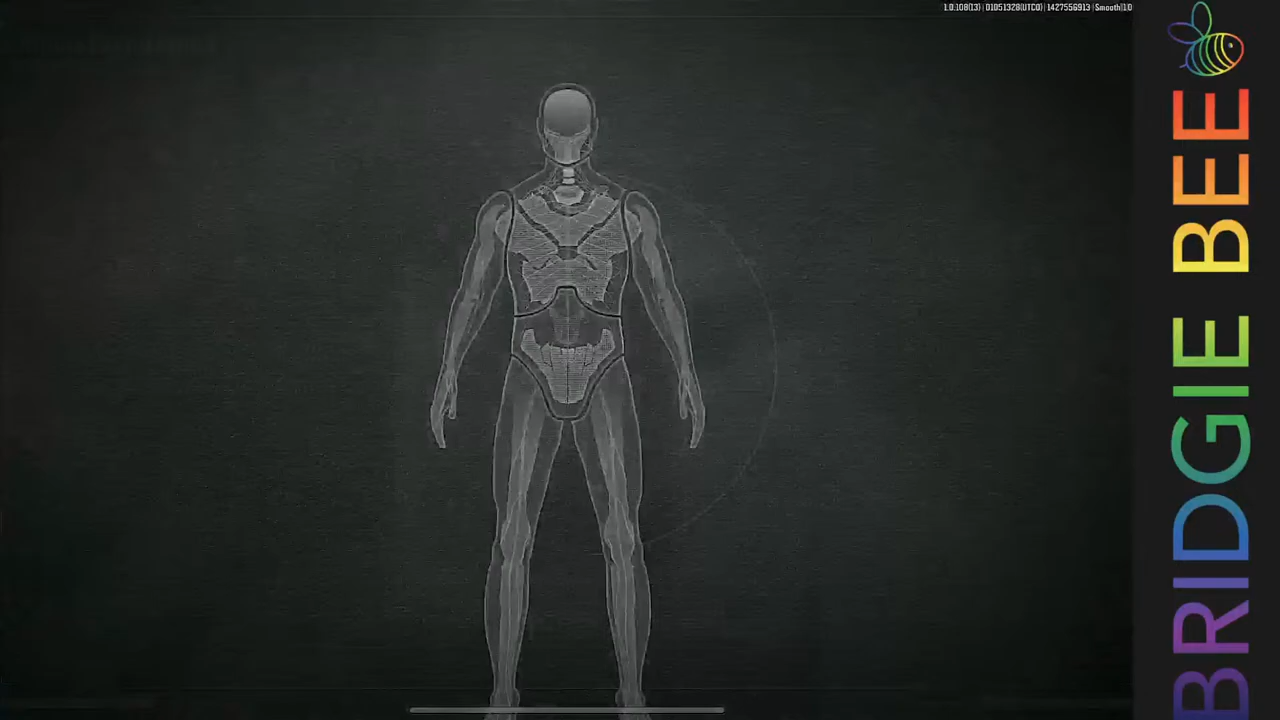 1.0.108(13) | 01051328(UTC0) | 1427556913 | Smooth|1.0
BRIDGIE BEE